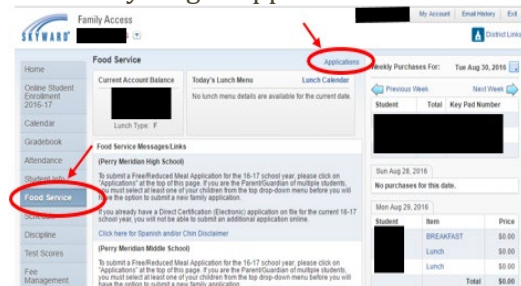 Family Access
My Account Email History Exit
SKYWARD
District Links
Home
Online Student
Enrollment
2016-17
Calendar
Gradebook
Attendance
Student Info
Food Service
Discipline
Test Scores
Fee
Management
Food Service
Applications
Current Account Balance
Lunch Type: F
Today's Lunch Menu Lunch Calendar
No lunch menu details are available for the current date.
Food Service Messages/Links
(Perry Meridian High School)
To submit a Free/Reduced Meal Application for the 16-17 school year, please click on
"Applications" at the top of this page. If you are the Parent/Guardian of multiple students,
you must select at least one of your children from the top drop-down menu before you will
have the option to submit a new family application.
If you already have a Direct Certification (Electronic) application on file for the current 16-17
school year, you will not be able to submit an additional application online.
Click here for Spanish and/or Chin Disclaimer
(Perry Meridian Middle School)
To submit a Free/Reduced Meal Application for the 16-17 school year, please click on
"Applications" at the top of this page. If you are the Parent/Guardian of multiple students,
you must select at least one of your children from the top drop-down menu before you will
have the option to submit a new family application.
Weekly Purchases For: Tue Aug 30, 2016
Previous Week Next Week
Student Total Key Pad Number
Sun Aug 28, 2016
No purchases for this date.
Mon Aug 29, 2016
Student Item Price
BREAKFAST $0.00
Lunch $0.00
Lunch $0.00
Total $0.00